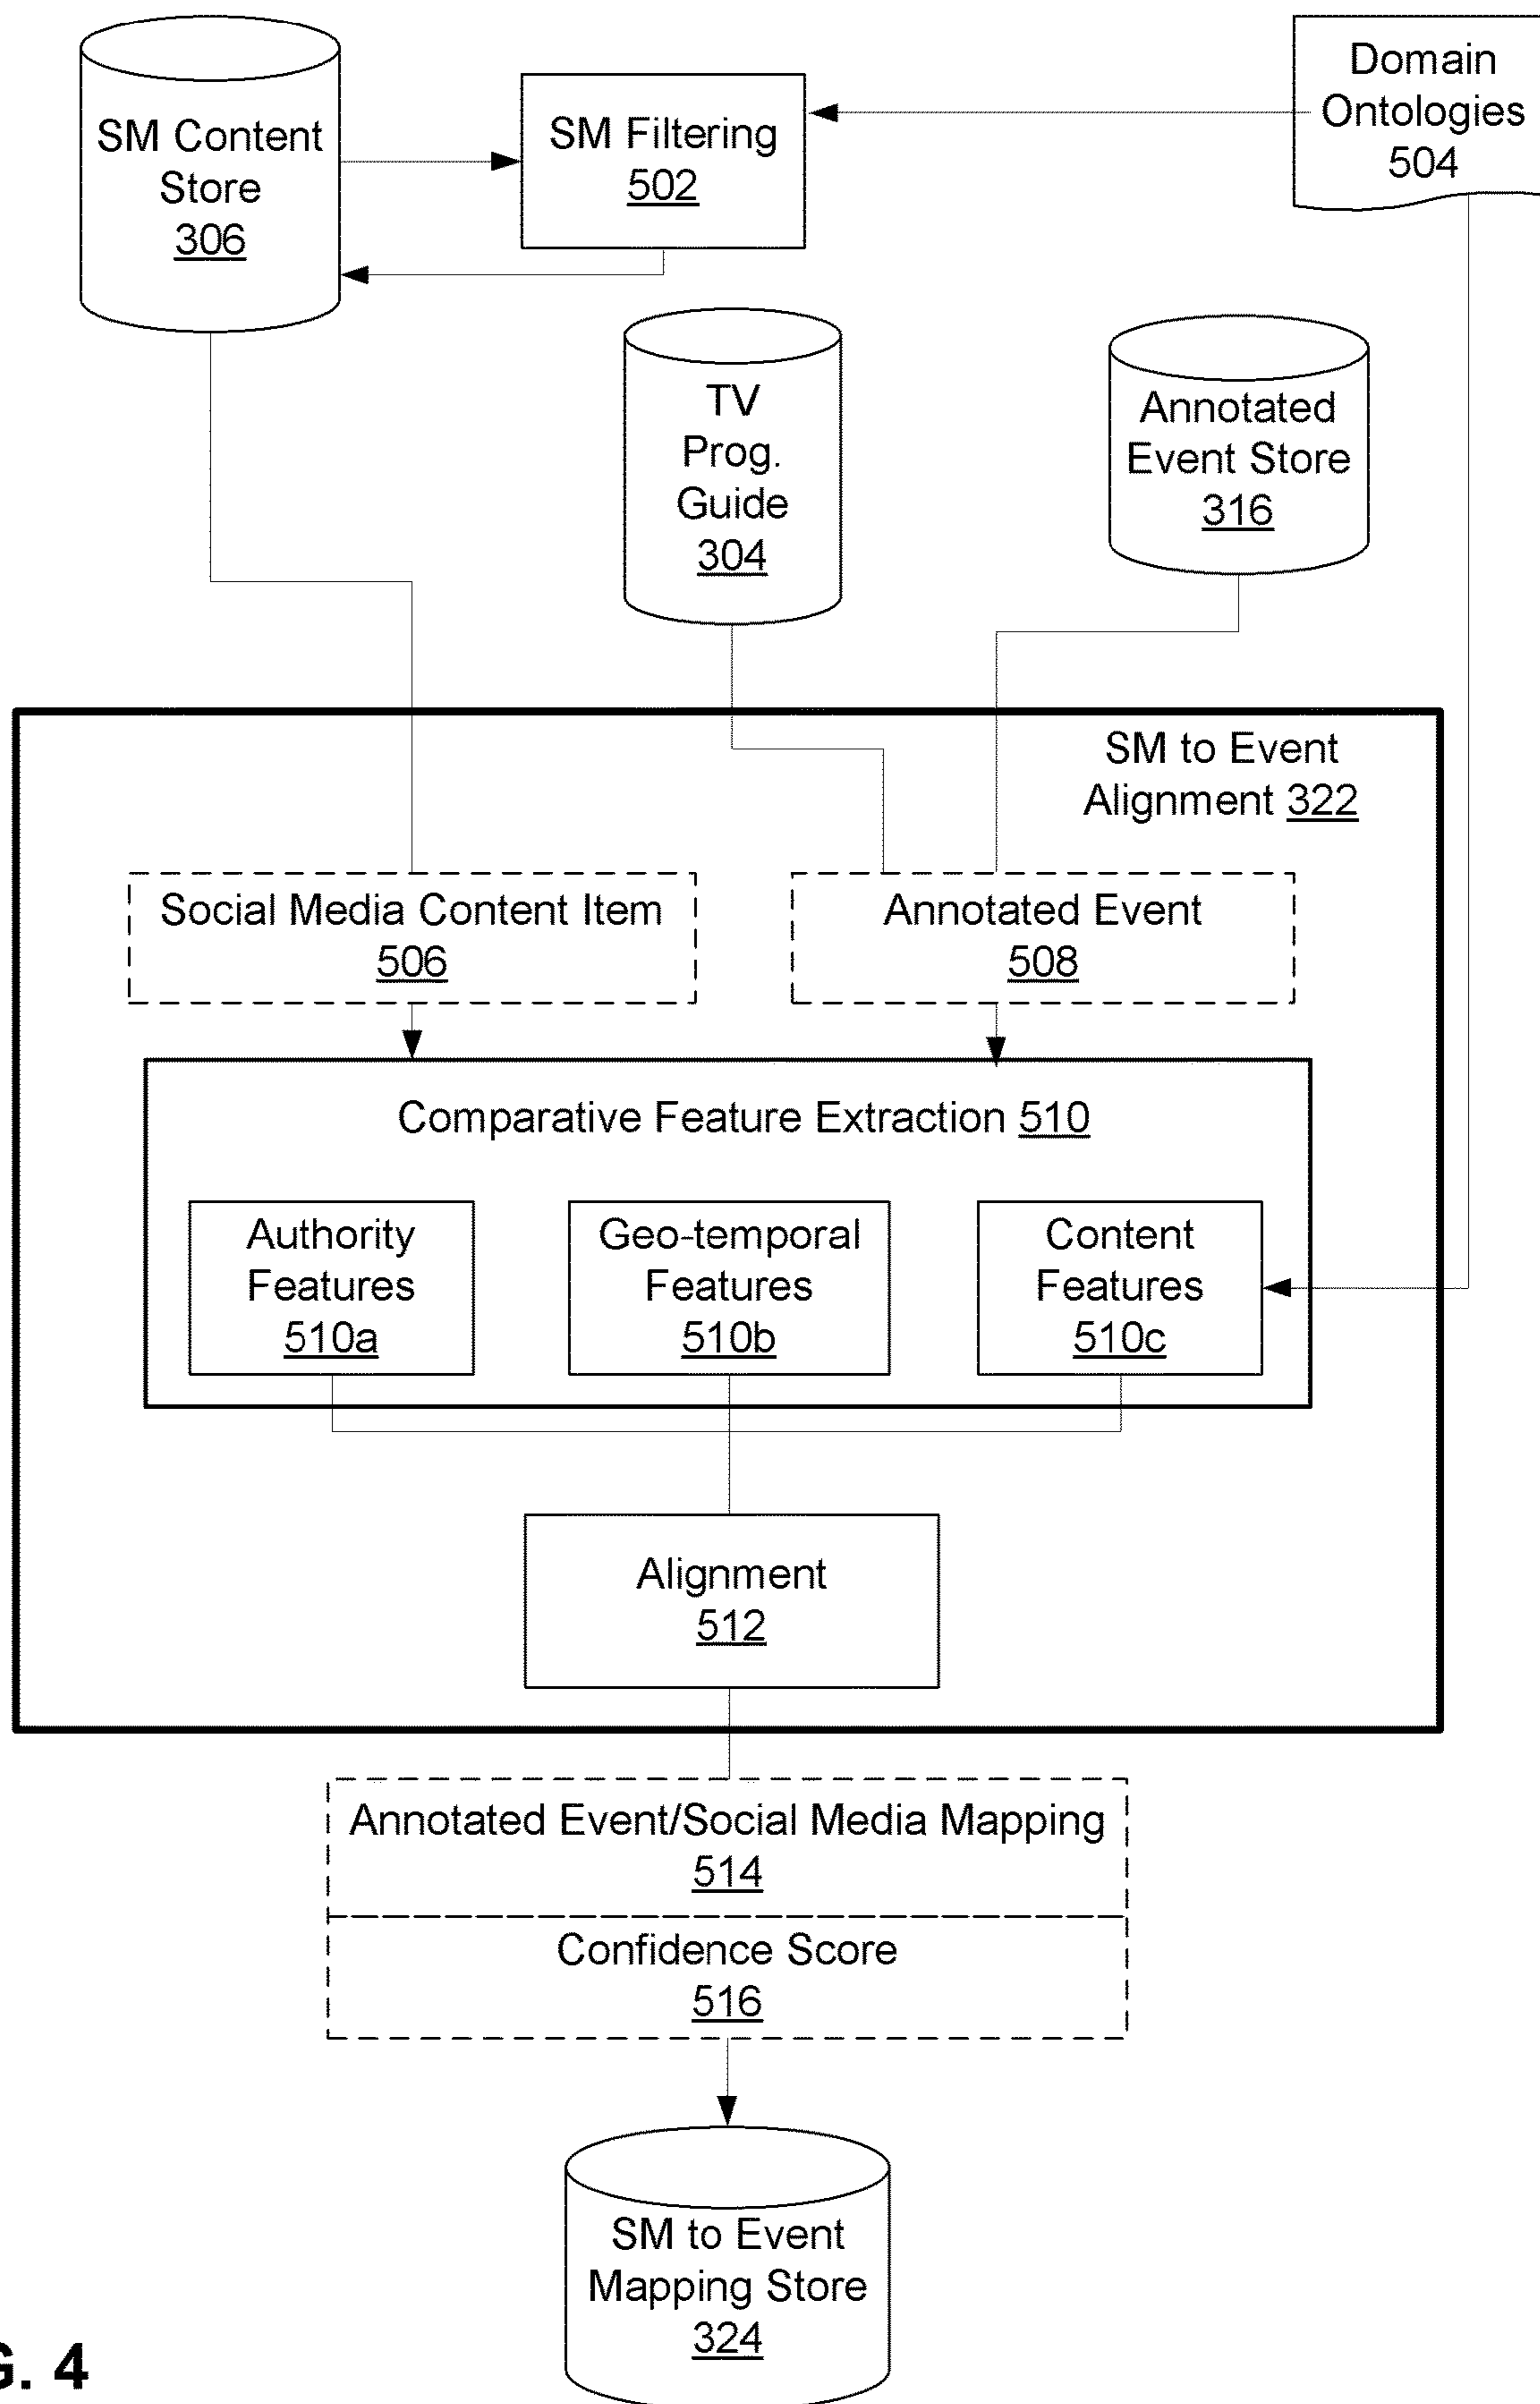 SM Content
Store
306
SM Filtering
502
Domain
Ontologies
504
TV
Prog.
Guide
304
Annotated
Event Store
316
SM to Event
Alignment 322
Social Media Content Item
506
Annotated Event
508
Comparative Feature Extraction 510
Authority
Features
510a
Geo-temporal
Features
510b
Content
Features
510c
Alignment
512
Annotated Event/Social Media Mapping
514
Confidence Score
516
SM to Event
Mapping Store
324
G. 4